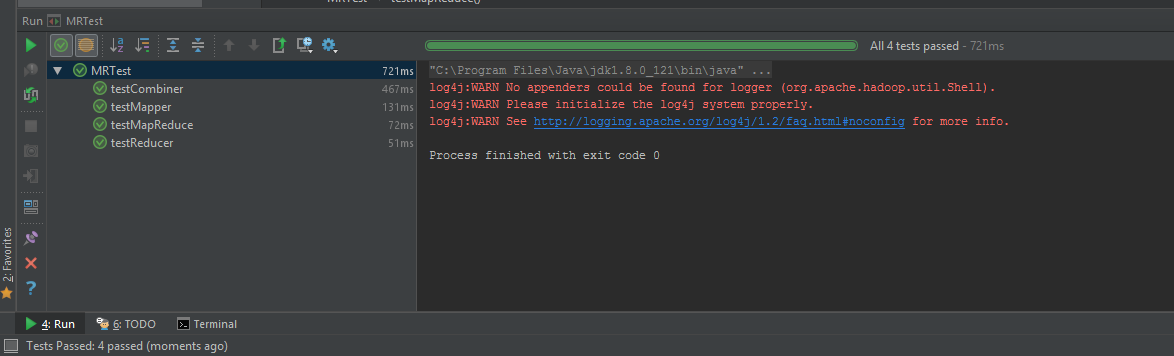 MRTest testMapReduce()
Run MRTest
All 4 tests passed - 721ms
MRTest 721ms
testCombiner 467ms
testMapper 131ms
testMapReduce 72ms
testReducer 51ms
"C:\Program Files\Java\jdk1.8.0_121\bin\java" ...
log4j:WARN No appenders could be found for logger (org.apache.hadoop.util.Shell).
log4j:WARN Please initialize the log4j system properly.
log4j:WARN See http://logging.apache.org/log4j/1.2/faq.html#noconfig for more info.
Process finished with exit code 0
2: Favorites
4: Run 6: TODO Terminal
Tests Passed: 4 passed (moments ago)